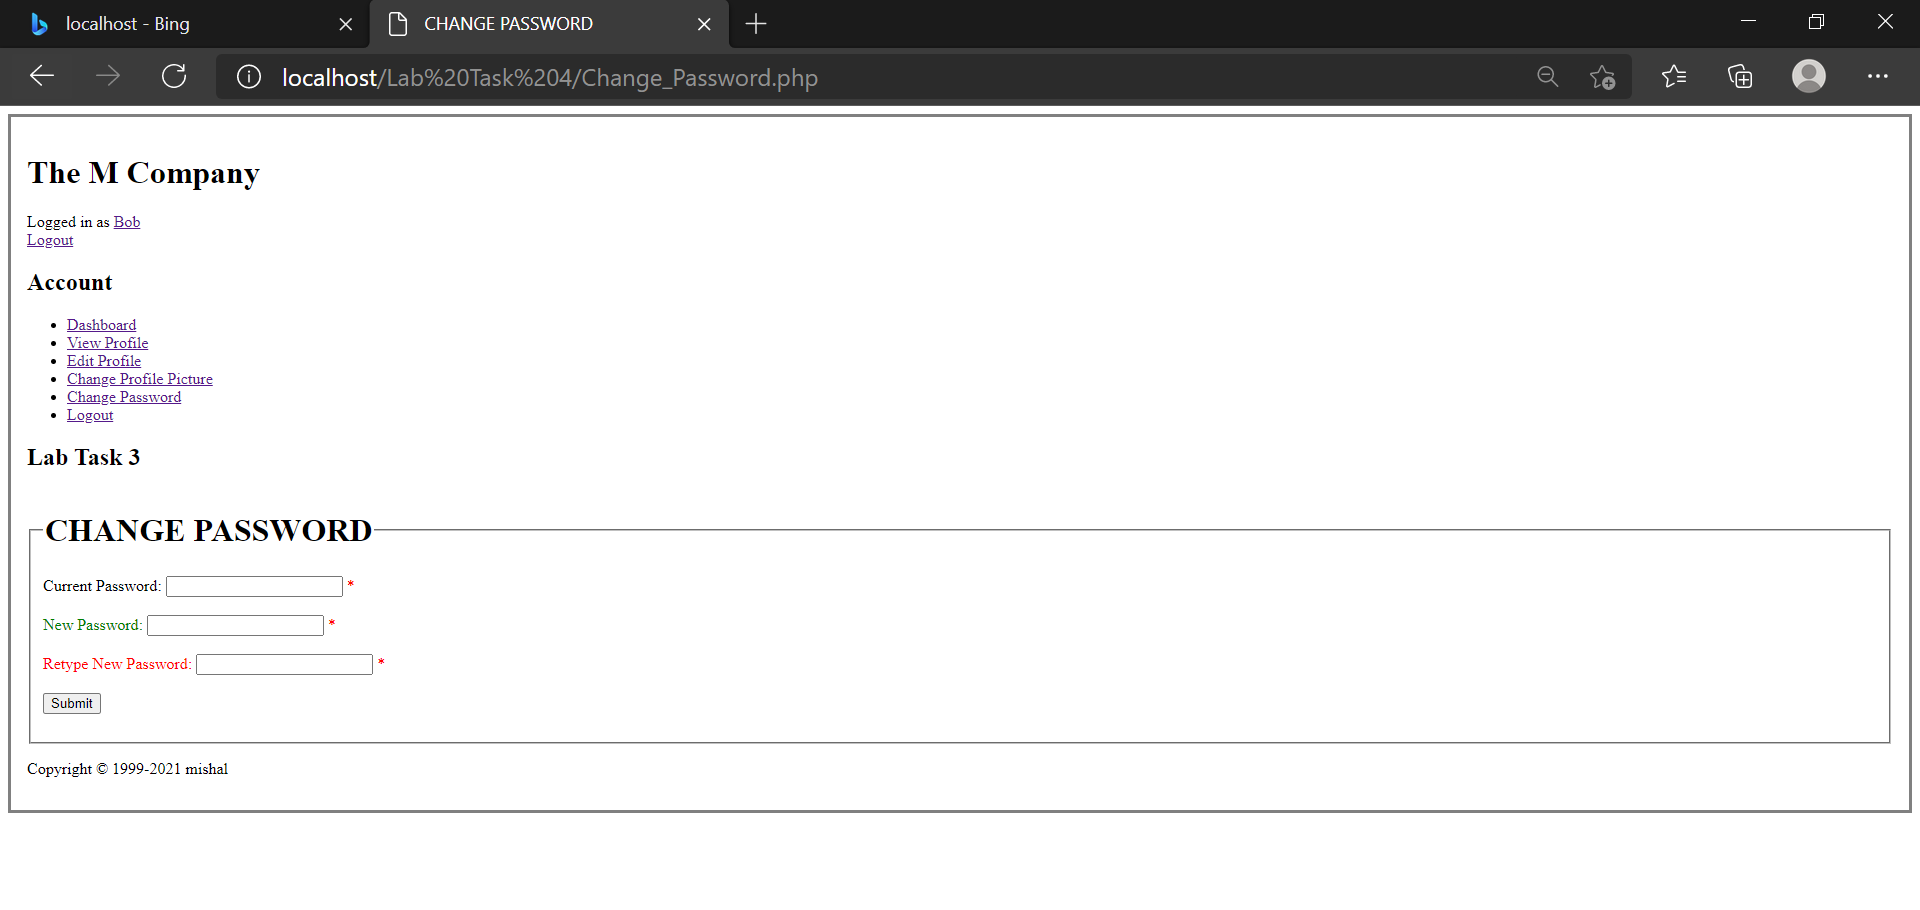 localhost - Bing
CHANGE PASSWORD
localhost/Lab%20Task%204/Change_Password.php
The M Company
Logged in as Bob
Logout
Account
Dashboard
View Profile
Edit Profile
Change Profile Picture
Change Password
Logout
Lab Task 3
CHANGE PASSWORD
Current Password: *
New Password: *
Retype New Password: *
Submit
Copyright © 1999-2021 mishal